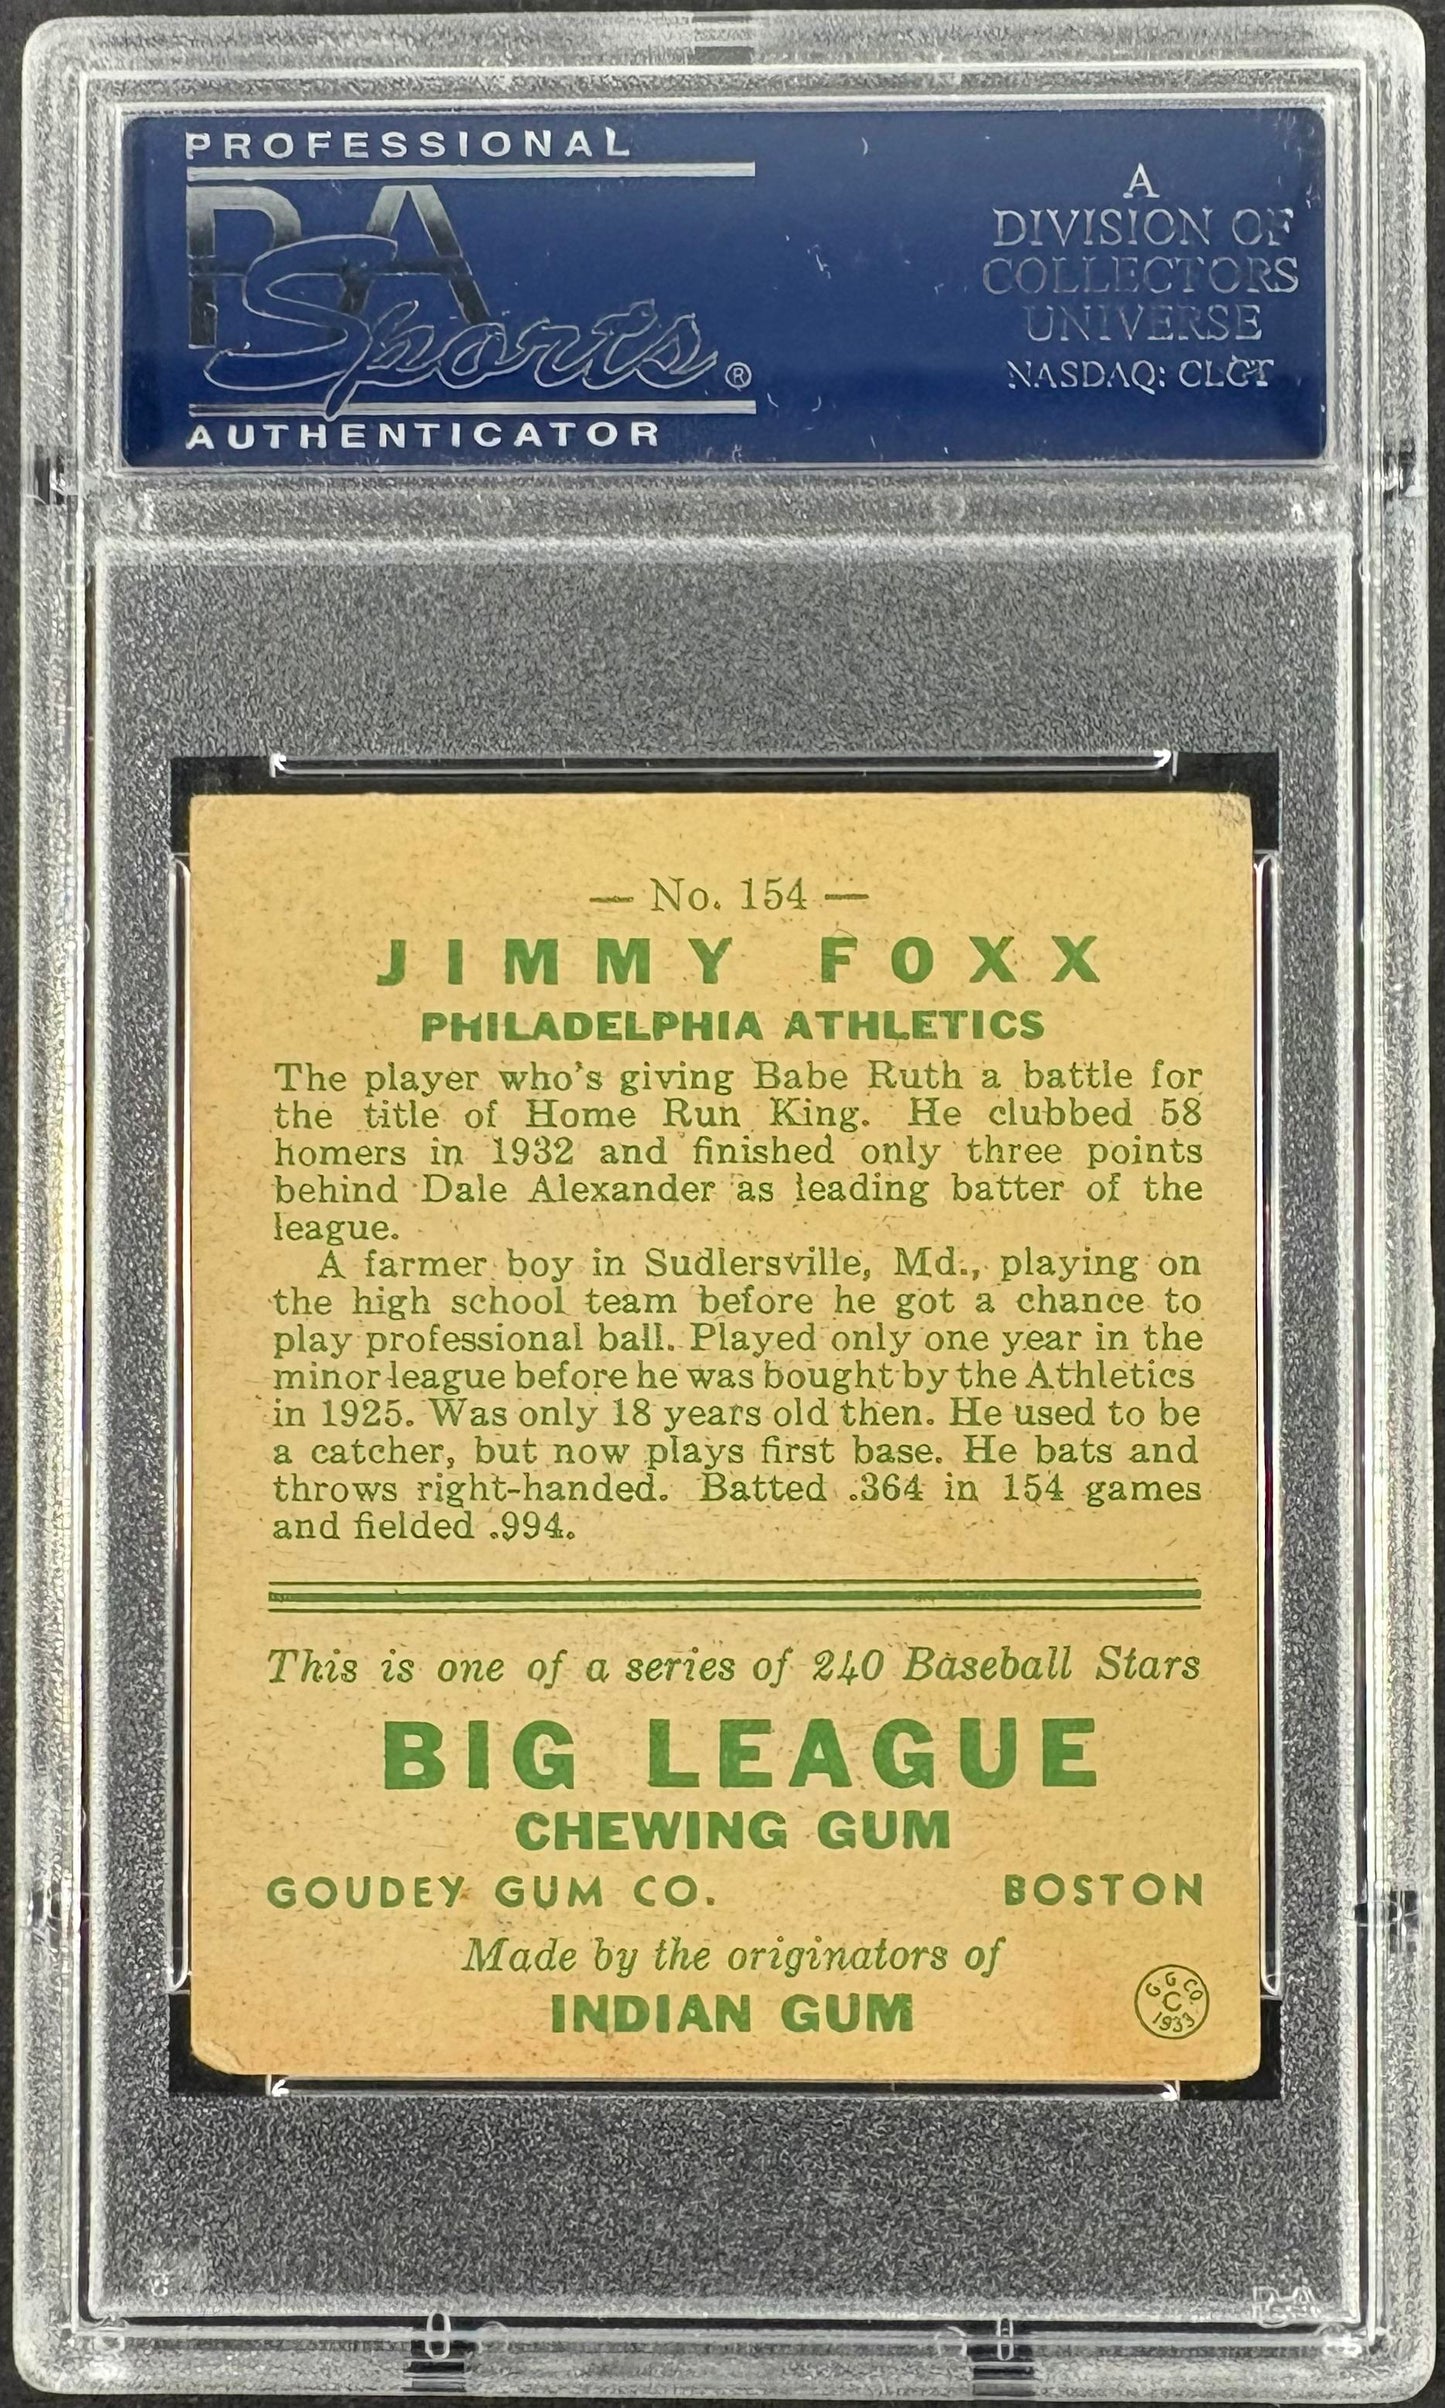 PROFESSIONAL
PSA
Sports®
AUTHENTICATOR
A
DIVISION OF
COLLECTORS
UNIVERSE
NASDAQ: CLCT
— No. 154 —
JIMMY FOXX
PHILADELPHIA ATHLETICS
The player who's giving Babe Ruth a battle for
the title of Home Run King. He clubbed 58
homers in 1932 and finished only three points
behind Dale Alexander as leading batter of the
league.
A farmer boy in Sudlersville, Md., playing on
the high school team before he got a chance to
play professional ball. Played only one year in the
minor league before he was bought by the Athletics
in 1925. Was only 18 years old then. He used to be
a catcher, but now plays first base. He bats and
throws right-handed. Batted .364 in 154 games
and fielded .994.
This is one of a series of 240 Baseball Stars
BIG LEAGUE
CHEWING GUM
GOUDEY GUM CO. BOSTON
Made by the originators of
INDIAN GUM
G. G. CO.
C
1933
PSA